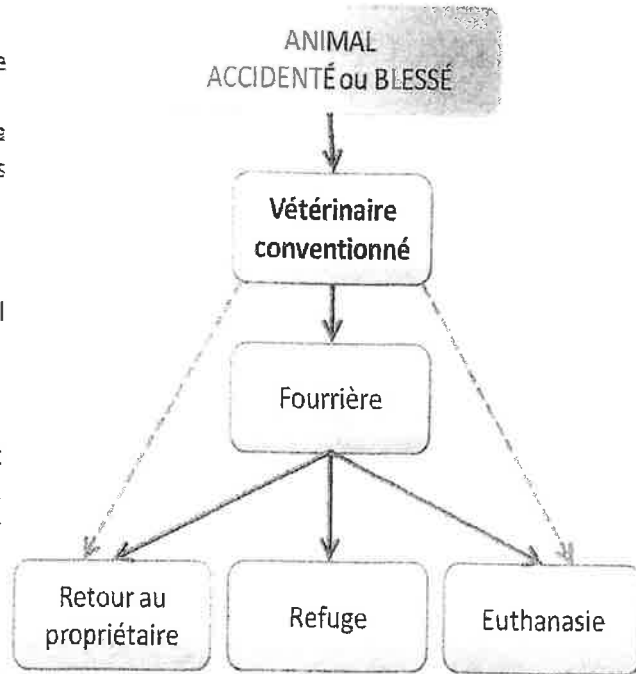 ANIMAL
ACCIDENTÉ ou BLESSÉ
Vétérinaire
conventionné
Fourrière
Retour au
propriétaire
Refuge
Euthanasie